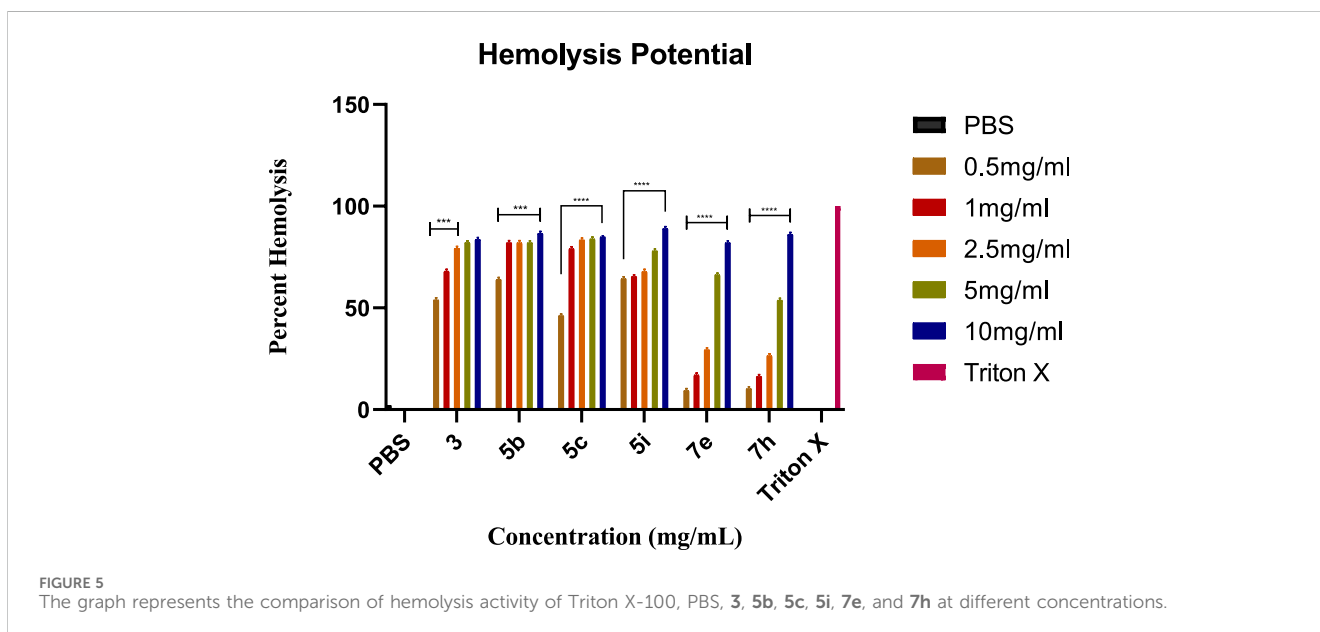 Hemolysis Potential
150
100
50
0
Percent Hemolysis
***
***
****
****
****
****
PBS
3
5b
5c
5i
7e
7h
Triton X
Concentration (mg/mL)
PBS
0.5mg/ml
1mg/ml
2.5mg/ml
5mg/ml
10mg/ml
Triton X
FIGURE 5
The graph represents the comparison of hemolysis activity of Triton X-100, PBS, 3, 5b, 5c, 5i, 7e, and 7h at different concentrations.